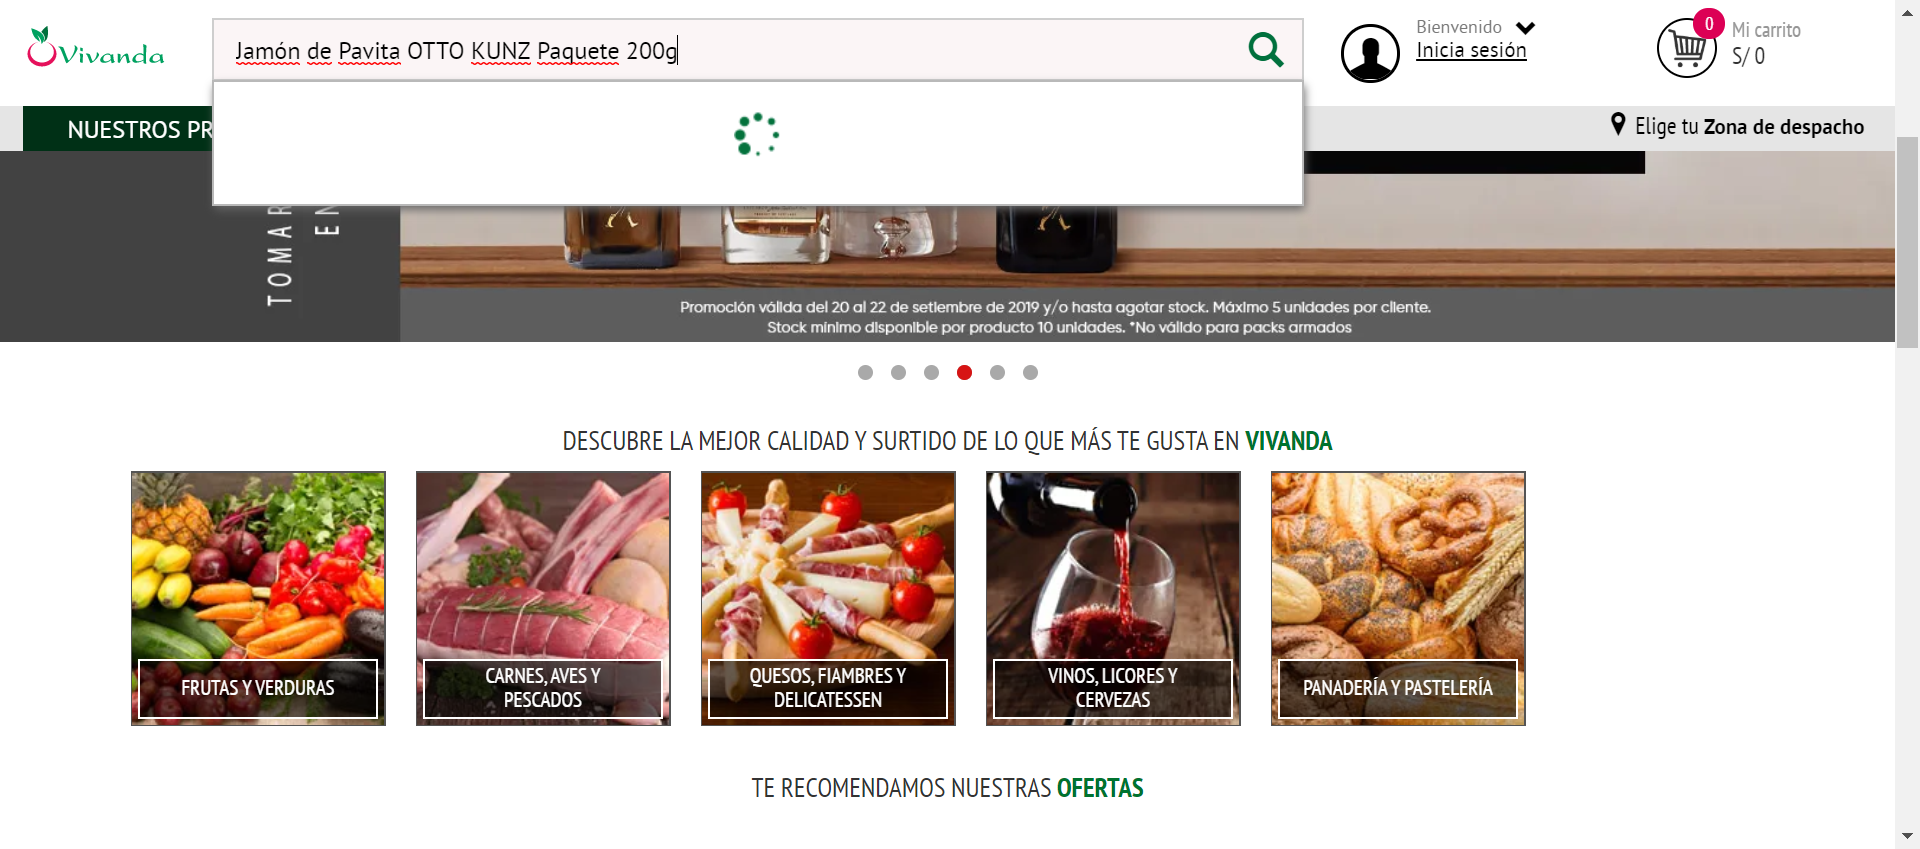 Vivanda
Jamón de Pavita OTTO KUNZ Paquete 200g
Bienvenido
Inicia sesión
0
Mi carrito
S/ 0
NUESTROS PR
Elige tu Zona de despacho
TOMAR
EN
Promoción válida del 20 al 22 de setiembre de 2019 y/o hasta agotar stock. Máximo 5 unidades por cliente.
Stock mínimo disponible por producto 10 unidades. *No válido para packs armados
DESCUBRE LA MEJOR CALIDAD Y SURTIDO DE LO QUE MÁS TE GUSTA EN VIVANDA
FRUTAS Y VERDURAS
CARNES, AVES Y
PESCADOS
QUESOS, FIAMBRES Y
DELICATESSEN
VINOS, LICORES Y
CERVEZAS
PANADERÍA Y PASTELERÍA
TE RECOMENDAMOS NUESTRAS OFERTAS